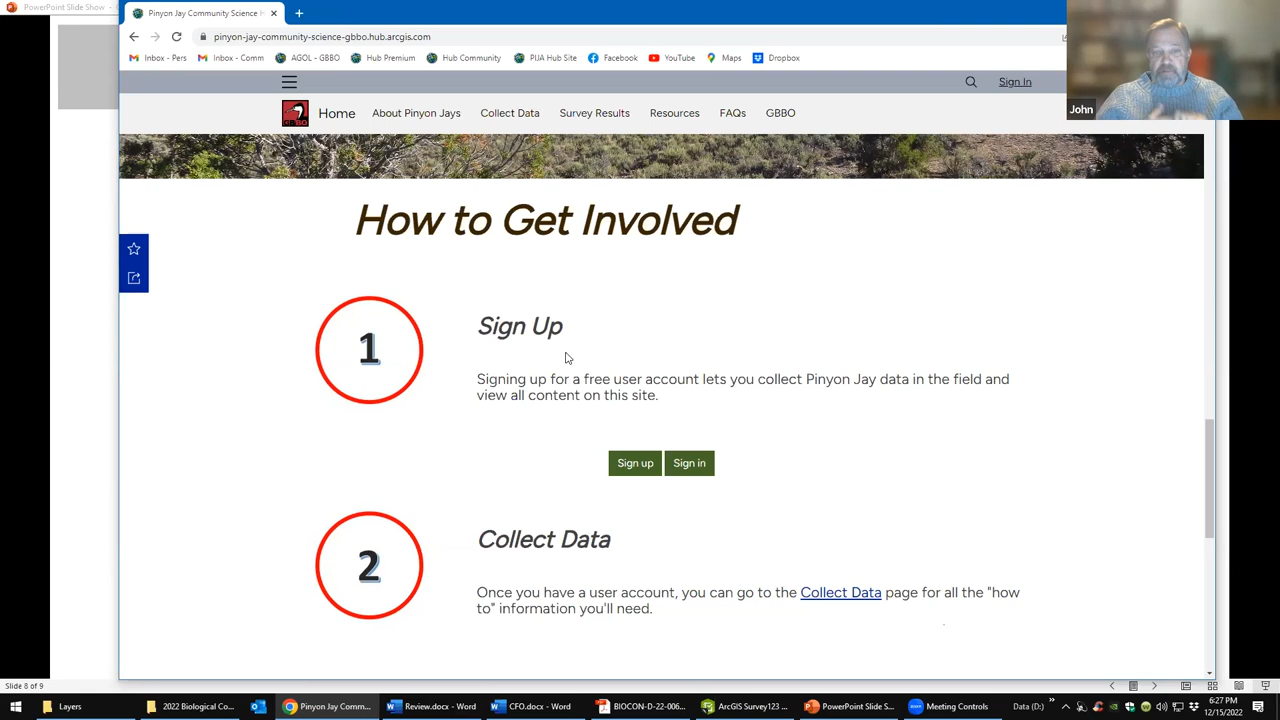 PowerPoint Slide Show -
Pinyon Jay Community Science H
pinyon-jay-community-science-gbbo.hub.arcgis.com
Inbox - Pers
Inbox - Comm
AGOL - GBBO
Hub Premium
Hub Community
PIJA Hub Site
Facebook
YouTube
Maps
Dropbox
Sign In
Home
About Pinyon Jays
Collect Data
Survey Results
Resources
FAQs
GBBO
John
How to Get Involved
1
Sign Up
Signing up for a free user account lets you collect Pinyon Jay data in the field and
view all content on this site.
Sign up
Sign in
2
Collect Data
Once you have a user account, you can go to the Collect Data page for all the "how
to" information you'll need.
Slide 8 of 9
Layers
2022 Biological Co...
Pinyon Jay Comm...
Review.docx - Word
CFO.docx - Word
BIOCON-D-22-006...
ArcGIS Survey123 ...
PowerPoint Slide S...
Meeting Controls
Data (D:)
6:27 PM
12/15/2022